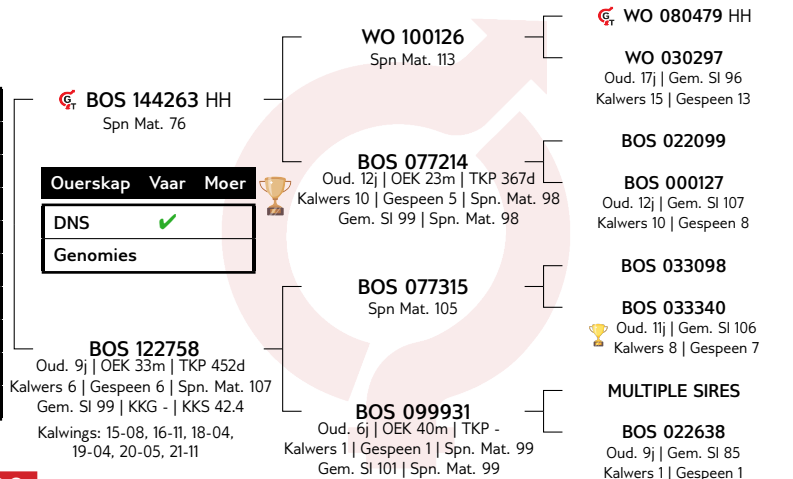 BOS 144263 HH
Spn Mat. 76
Ouerskap Vaar Moer
DNS ✔
Genomies
BOS 122758
Oud. 9j | OEK 33m | TKP 452d
Kalwers 6 | Gespeen 6 | Spn. Mat. 107
Gem. SI 99 | KKG - | KKS 42.4
Kalwings: 15-08, 16-11, 18-04,
19-04, 20-05, 21-11
WO 100126
Spn Mat. 113
BOS 077214
Oud. 12j | OEK 23m | TKP 367d
Kalwers 10 | Gespeen 5 | Spn. Mat. 98
Gem. SI 99 | Spn. Mat. 98
BOS 077315
Spn Mat. 105
BOS 099931
Oud. 6j | OEK 40m | TKP -
Kalwers 1 | Gespeen 1 | Spn. Mat. 99
Gem. SI 101 | Spn. Mat. 99
WO 080479 HH
WO 030297
Oud. 17j | Gem. SI 96
Kalwers 15 | Gespeen 13
BOS 022099
BOS 000127
Oud. 12j | Gem. SI 107
Kalwers 10 | Gespeen 8
BOS 033098
BOS 033340
Oud. 11j | Gem. SI 106
Kalwers 8 | Gespeen 7
MULTIPLE SIRES
BOS 022638
Oud. 9j | Gem. SI 85
Kalwers 1 | Gespeen 1